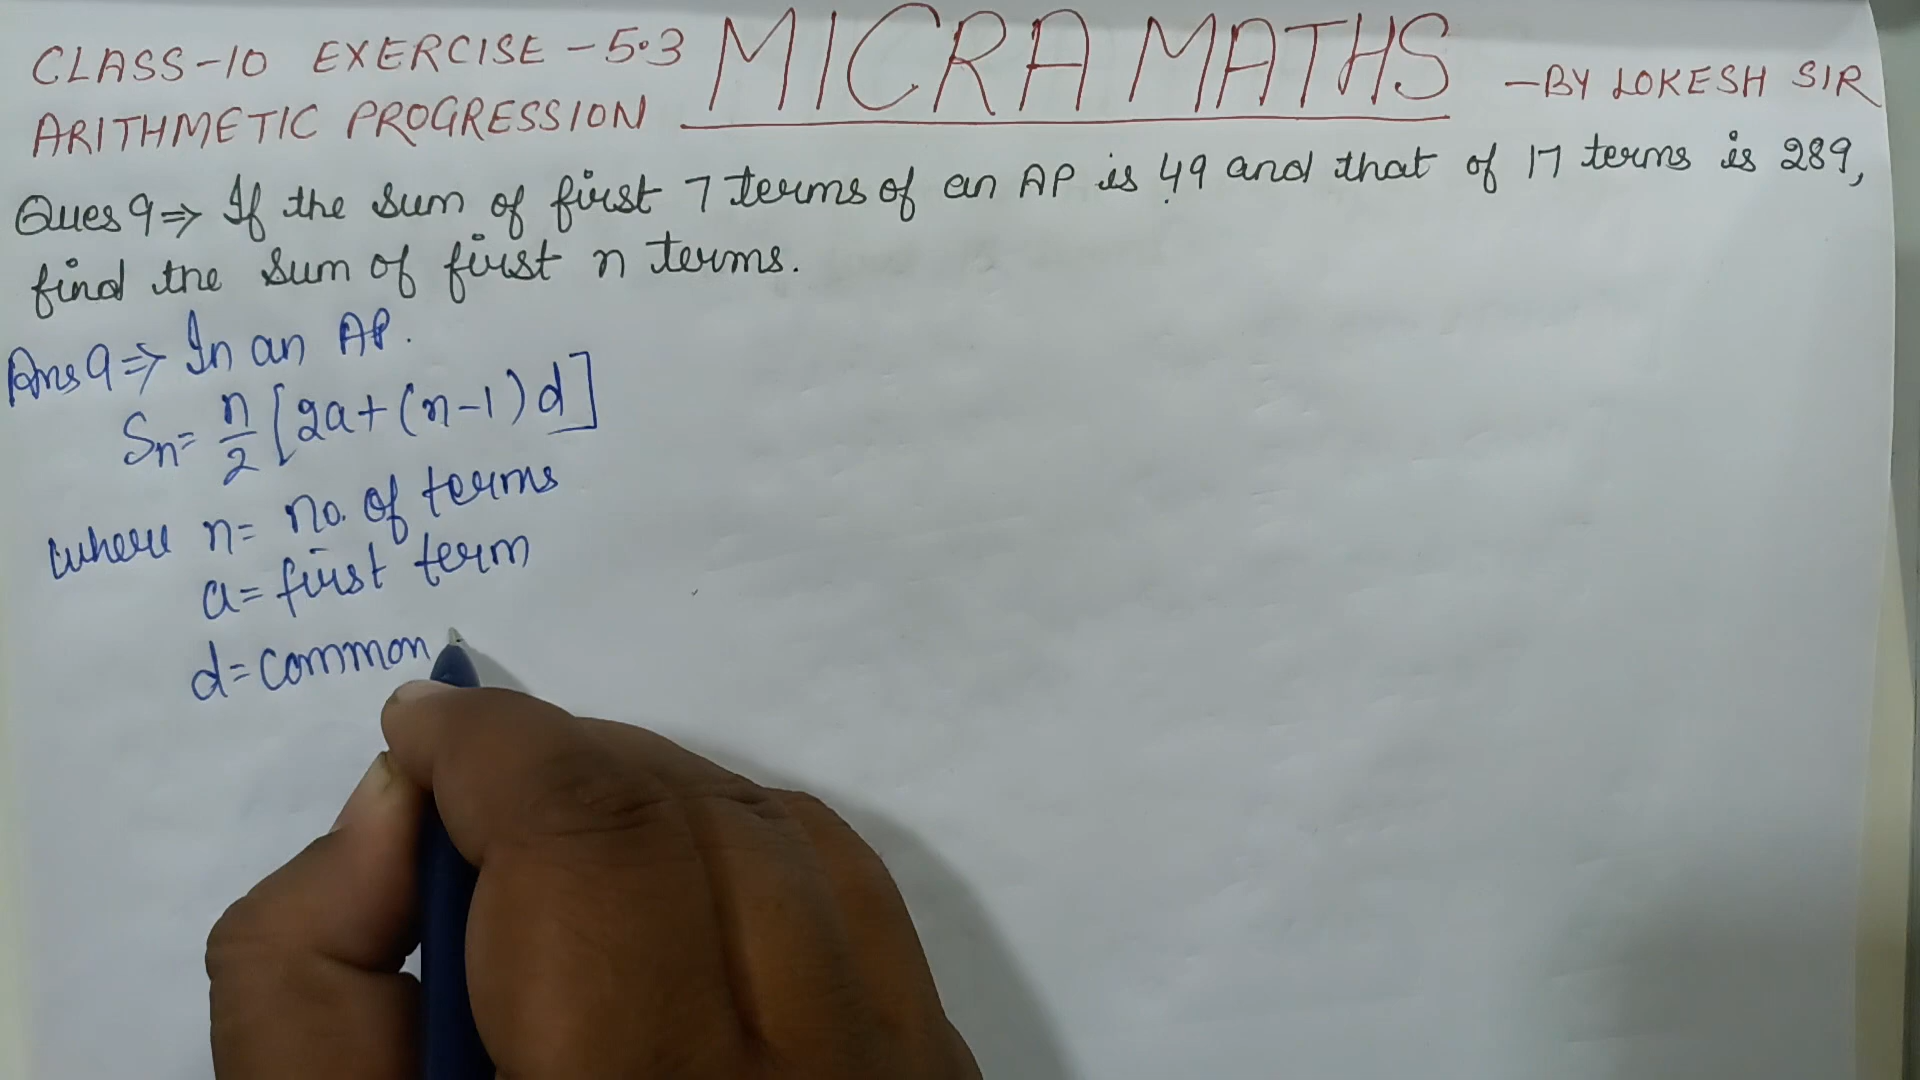 CLASS-10 EXERCISE-5.3 MICRA MATHS -BY LOKESH SIR
ARITHMETIC PROGRESSION
Ques 9⇒ If the sum of first 7 terms of an AP is 49 and that of 17 terms is 289,
find the sum of first n terms.
Ans 9⇒ In an AP.
Sn = n/2 [2a+(n-1)d]
where n= no. of terms
a= first term
d= common